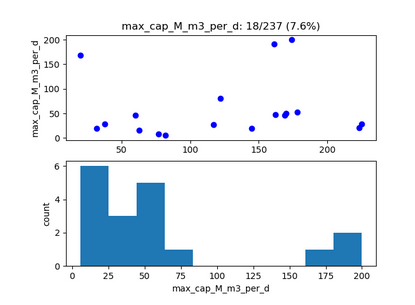 max_cap_M_m3_per_d: 18/237 (7.6%)
max_cap_M_m3_per_d
200
150
100
50
0
50 100 150 200
count
6
4
2
0
0 25 50 75 100 125 150 175 200
max_cap_M_m3_per_d